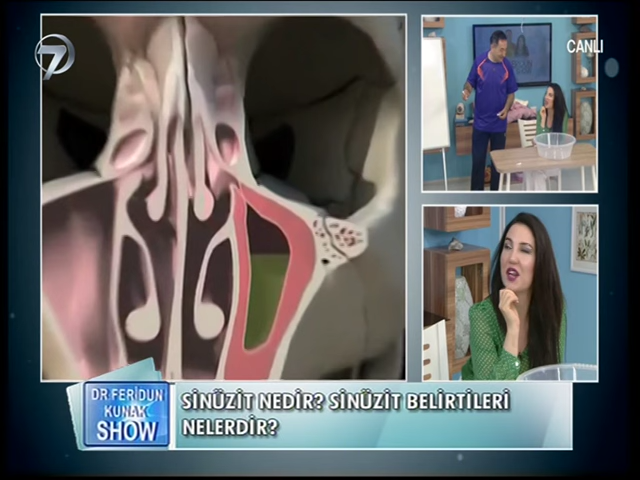 7
CANLI
DR FERİDUN
KUNAK
SHOW
SİNÜZİT NEDİR? SİNÜZİT BELİRTİLERİ
NELERDİR?